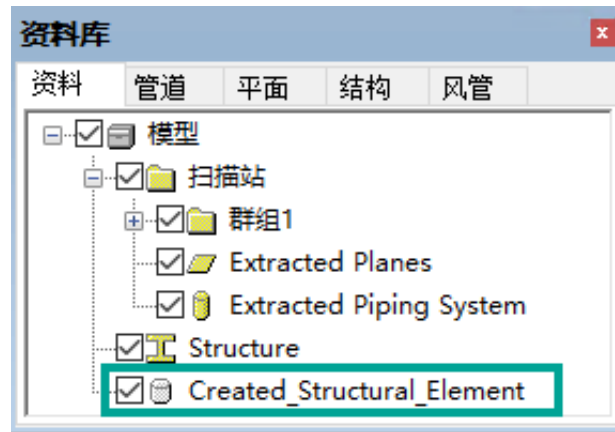 资料库
资料 管道 平面 结构 风管
模型
扫描站
群组1
Extracted Planes
Extracted Piping System
Structure
Created_Structural_Element